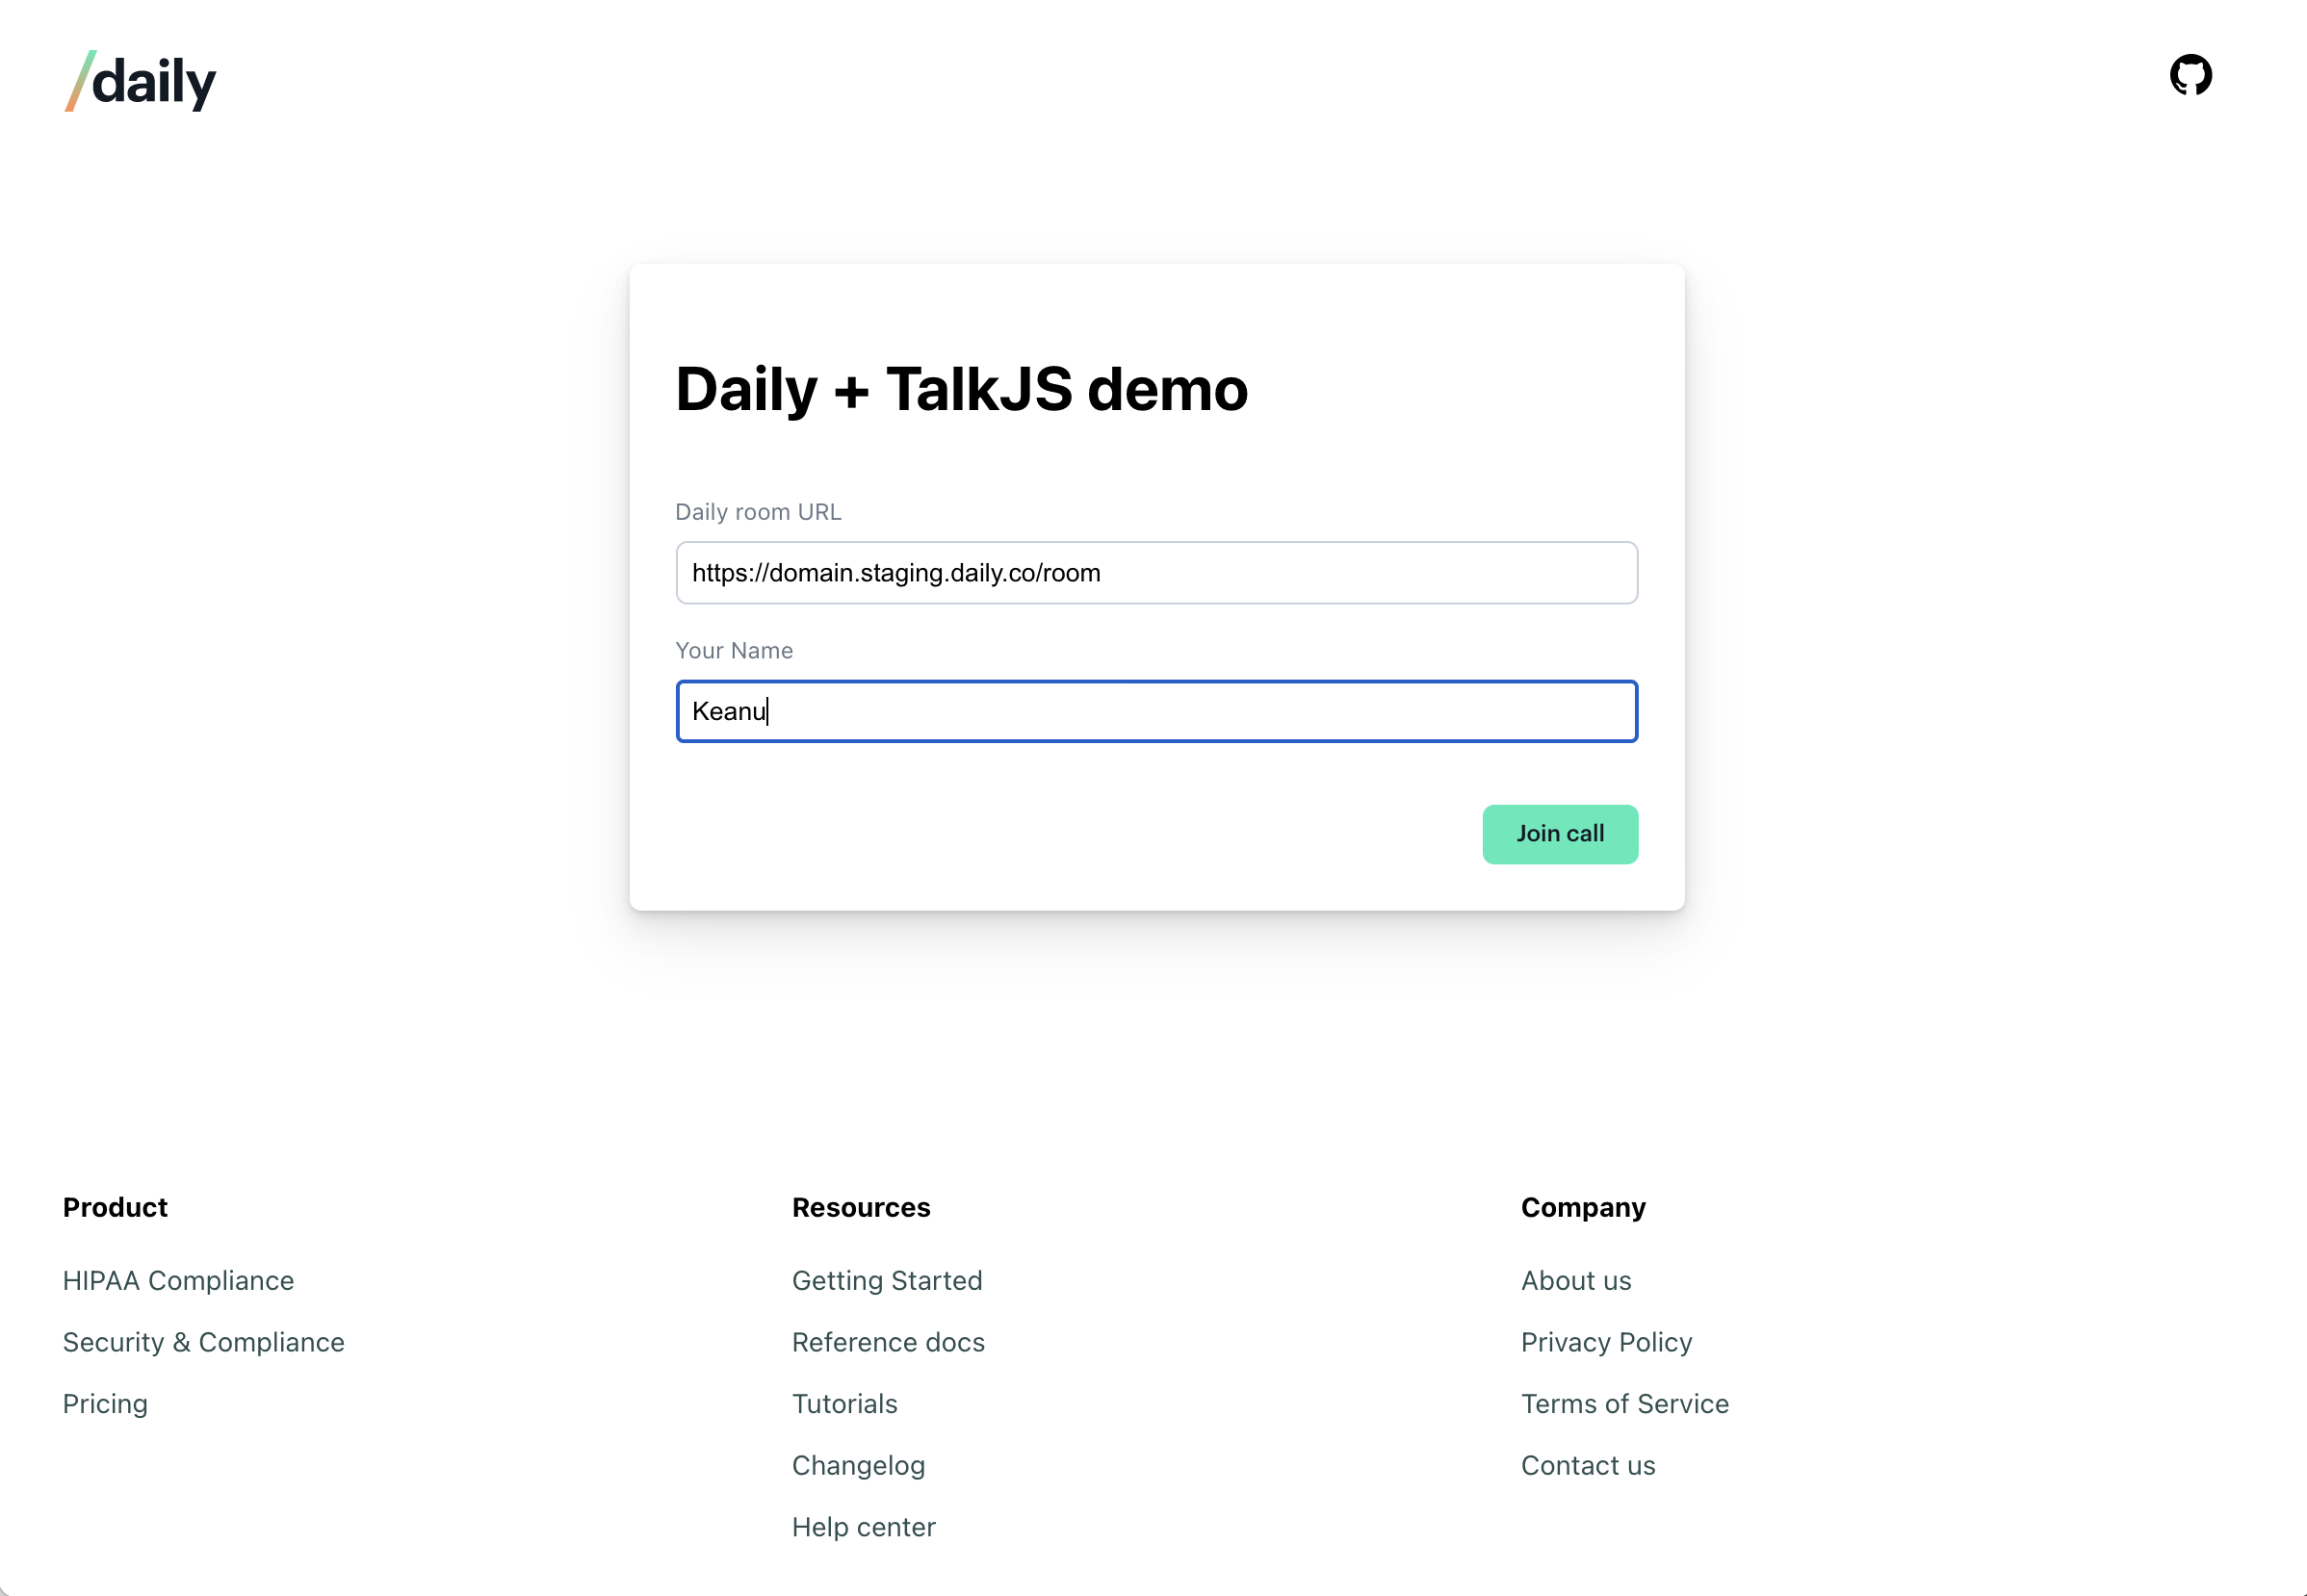 /daily
Daily + TalkJS demo
Daily room URL
https://domain.staging.daily.co/room
Your Name
Keanu
Join call
Product
HIPAA Compliance
Security & Compliance
Pricing
Resources
Getting Started
Reference docs
Tutorials
Changelog
Help center
Company
About us
Privacy Policy
Terms of Service
Contact us